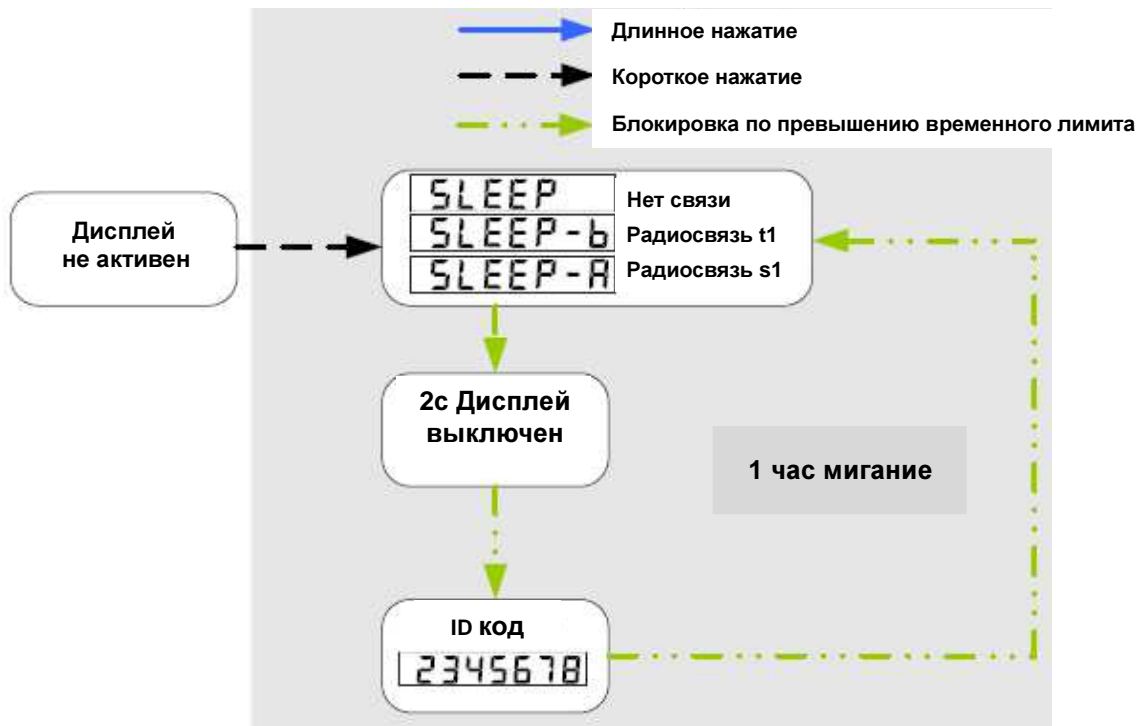 Длинное нажатие
Короткое нажатие
Блокировка по превышению временного лимита
Дисплей
не активен
SLEEP
Нет связи
SLEEP-b
Радиосвязь t1
SLEEP-A
Радиосвязь s1
2с Дисплей
выключен
1 час мигание
ID код
2345678